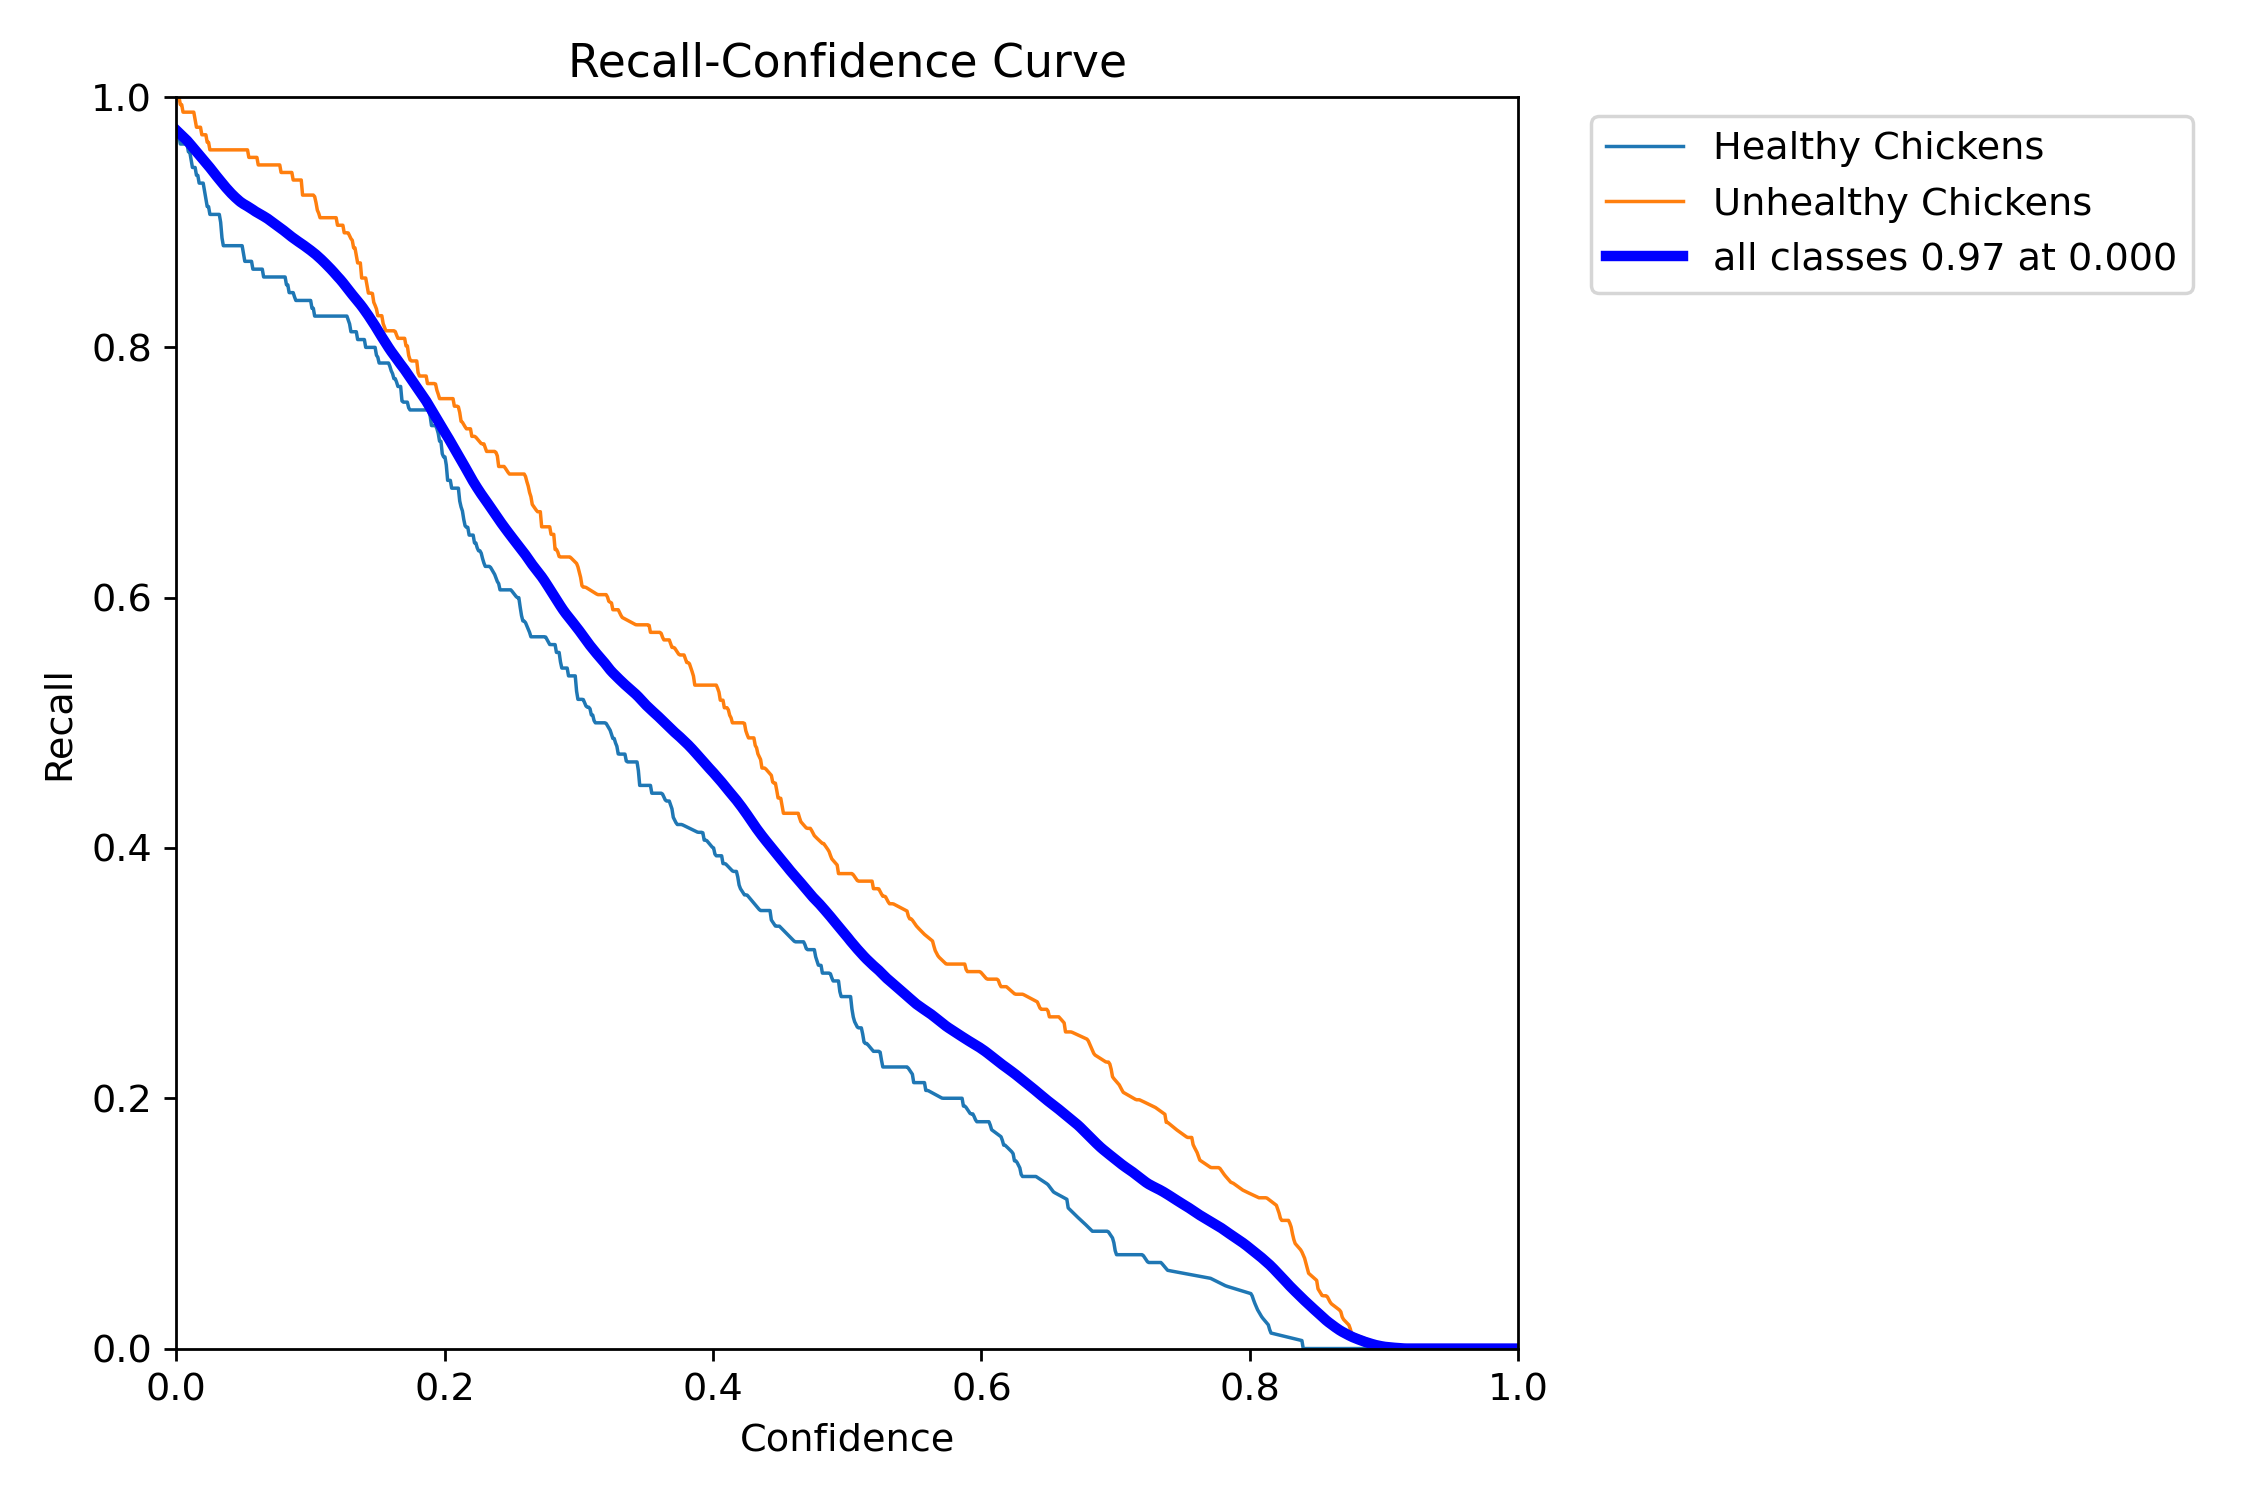 Recall-Confidence Curve
Healthy Chickens
Unhealthy Chickens
all classes 0.97 at 0.000
1.0
0.8
0.6
0.4
0.2
0.0
Recall
0.0 0.2 0.4 0.6 0.8 1.0
Confidence